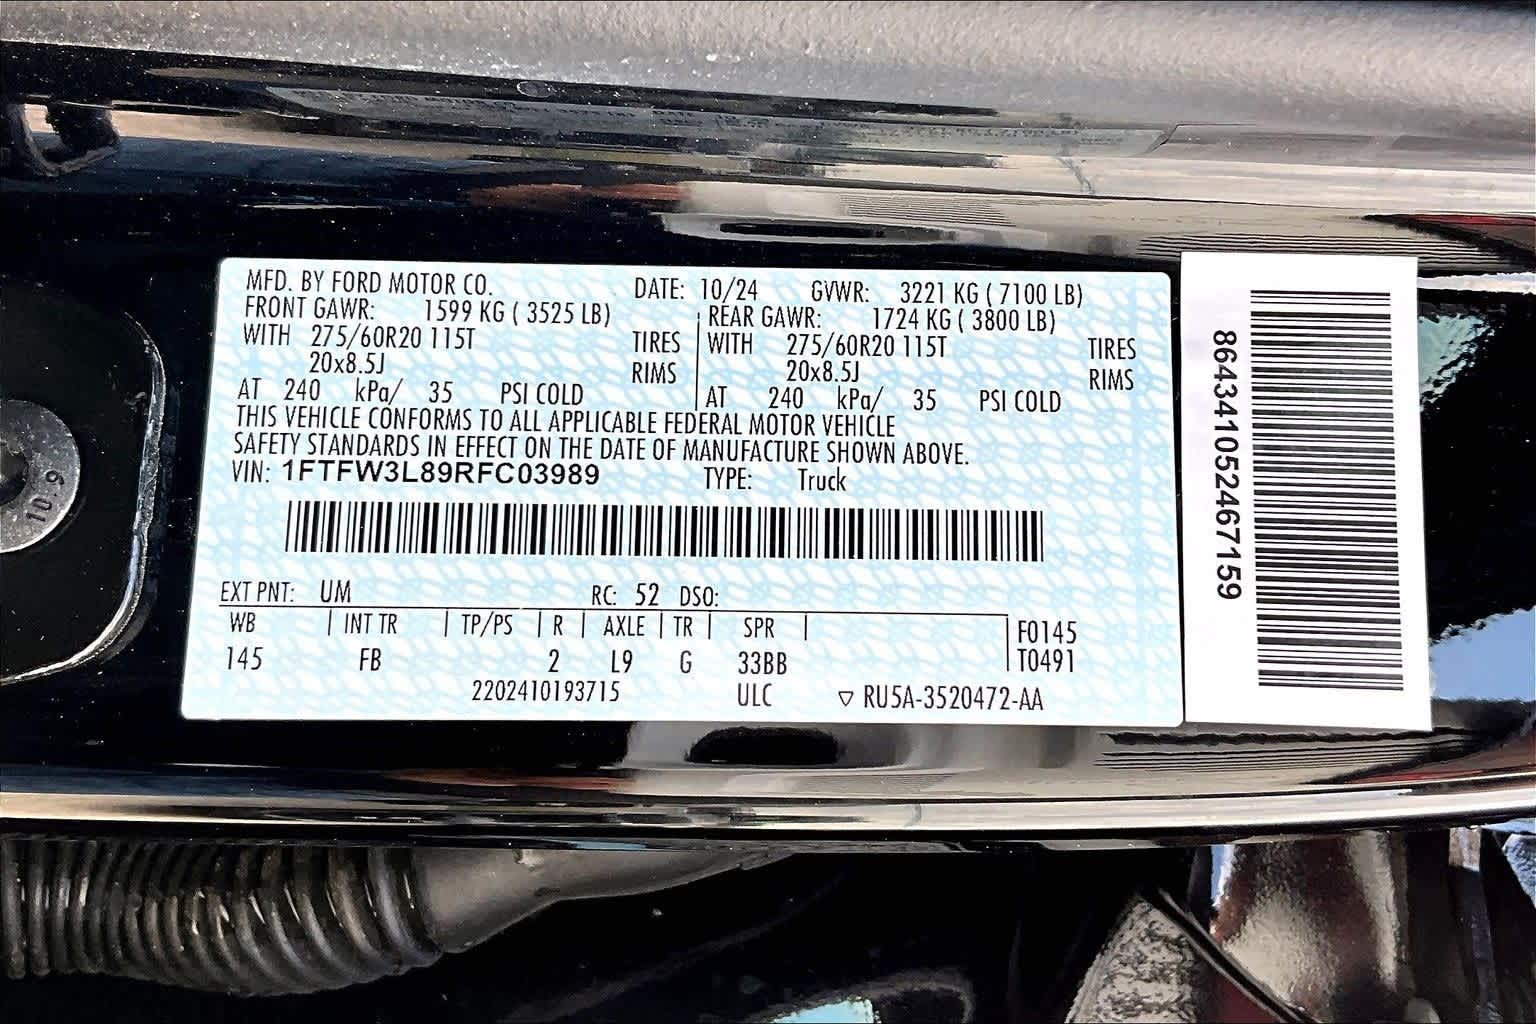 MFD. BY FORD MOTOR CO. DATE: 10/24 GVWR: 3221 KG ( 7100 LB)
FRONT GAWR: 1599 KG ( 3525 LB) REAR GAWR: 1724 KG ( 3800 LB)
WITH 275/60R20 115T TIRES WITH 275/60R20 115T TIRES
20x8.5J RIMS 20x8.5J RIMS
AT 240 kPa/ 35 PSI COLD AT 240 kPa/ 35 PSI COLD
THIS VEHICLE CONFORMS TO ALL APPLICABLE FEDERAL MOTOR VEHICLE
SAFETY STANDARDS IN EFFECT ON THE DATE OF MANUFACTURE SHOWN ABOVE.
VIN: 1FTFW3L89RFC03989 TYPE: Truck
EXT PNT: UM RC: 52 DSO:
WB | INT TR | TP/PS | R | AXLE | TR | SPR | F0145
145 FB 2 L9 G 33BB T0491
2202410193715 ULC ▽ RU5A-3520472-AA
8643410524671 59
10.9